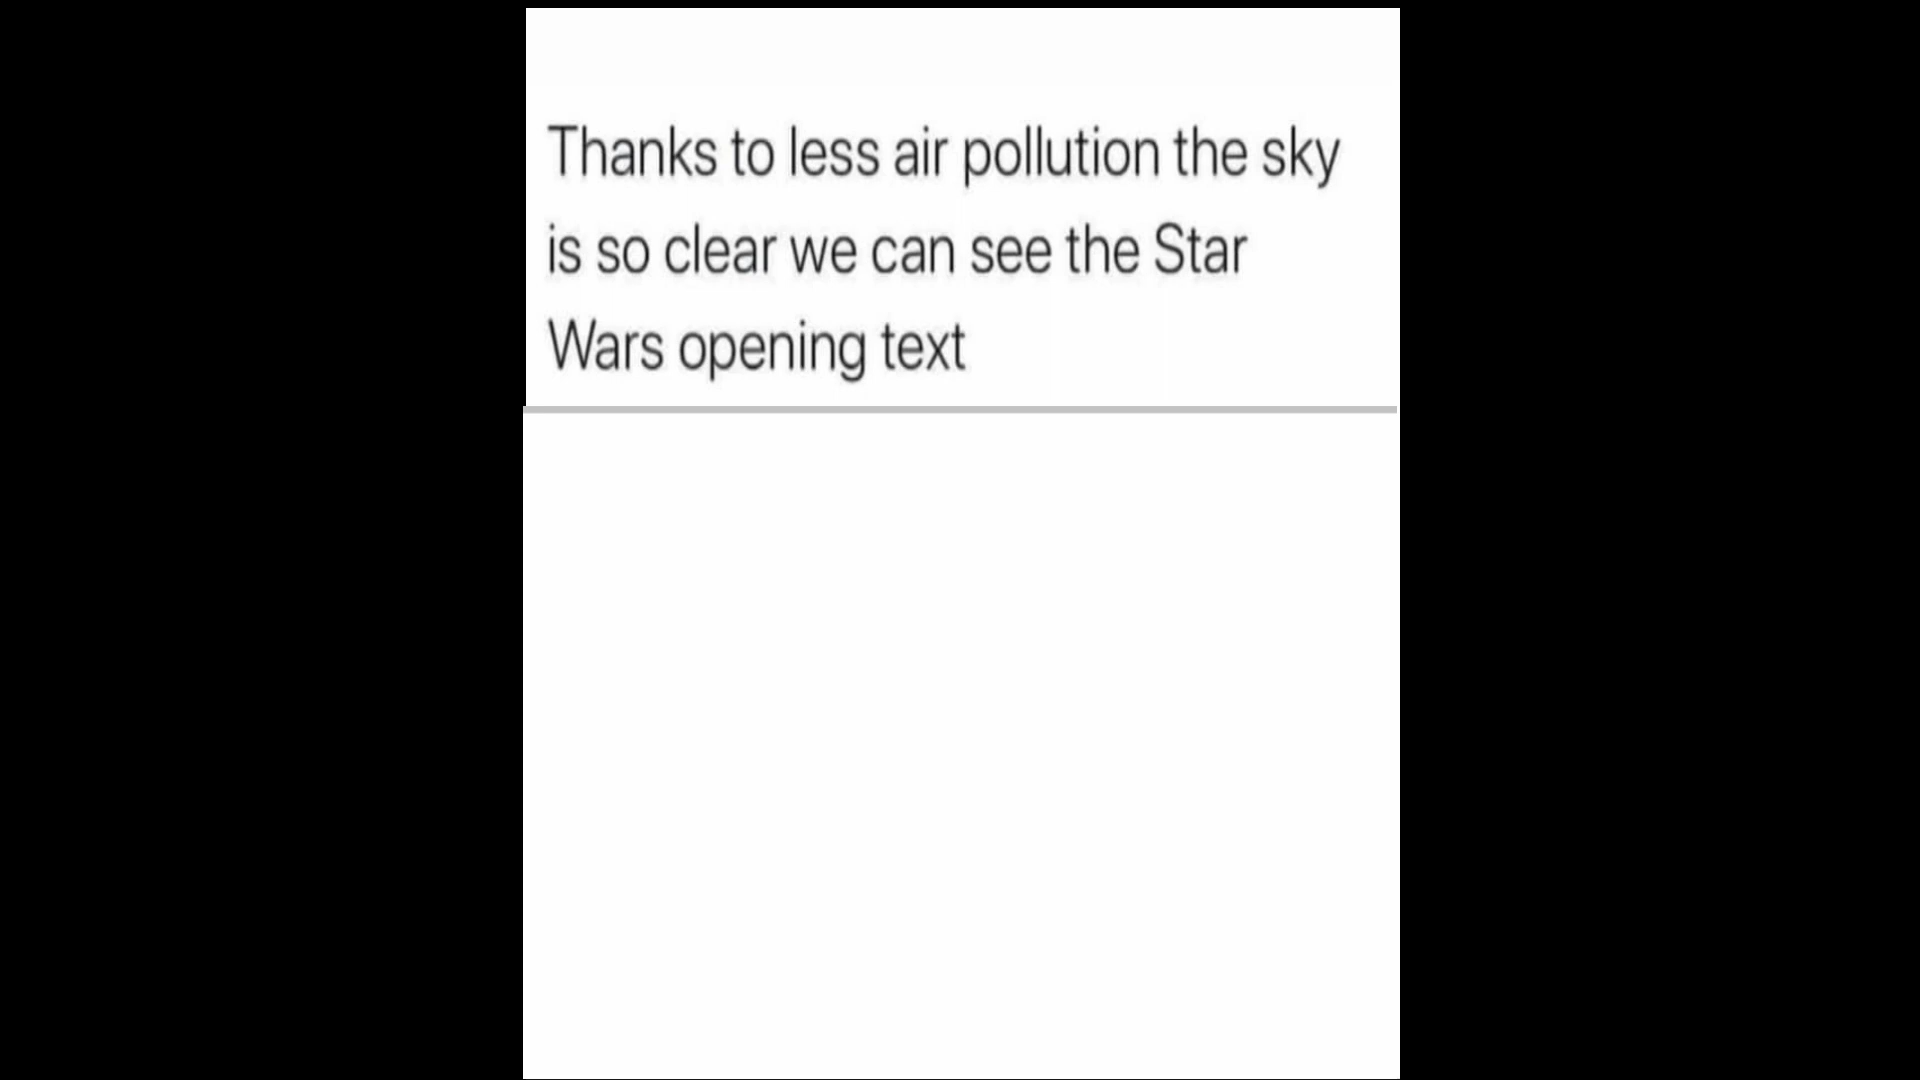 Thanks to less air pollution the sky
is so clear we can see the Star
Wars opening text